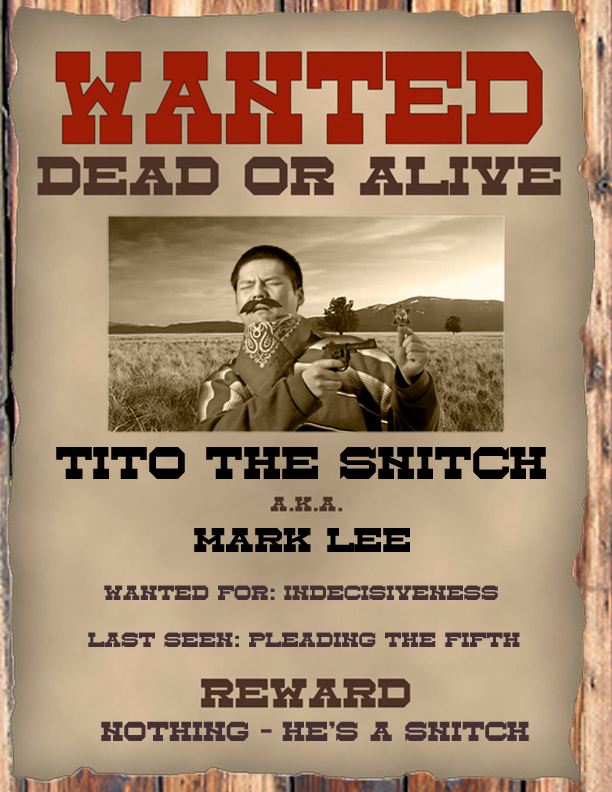 WANTED
DEAD OR ALIVE
TITO THE SNITCH
A.K.A.
MARK LEE
WANTED FOR: INDECISIVENESS
LAST SEEN: PLEADING THE FIFTH
REWARD
NOTHING - HE'S A SNITCH